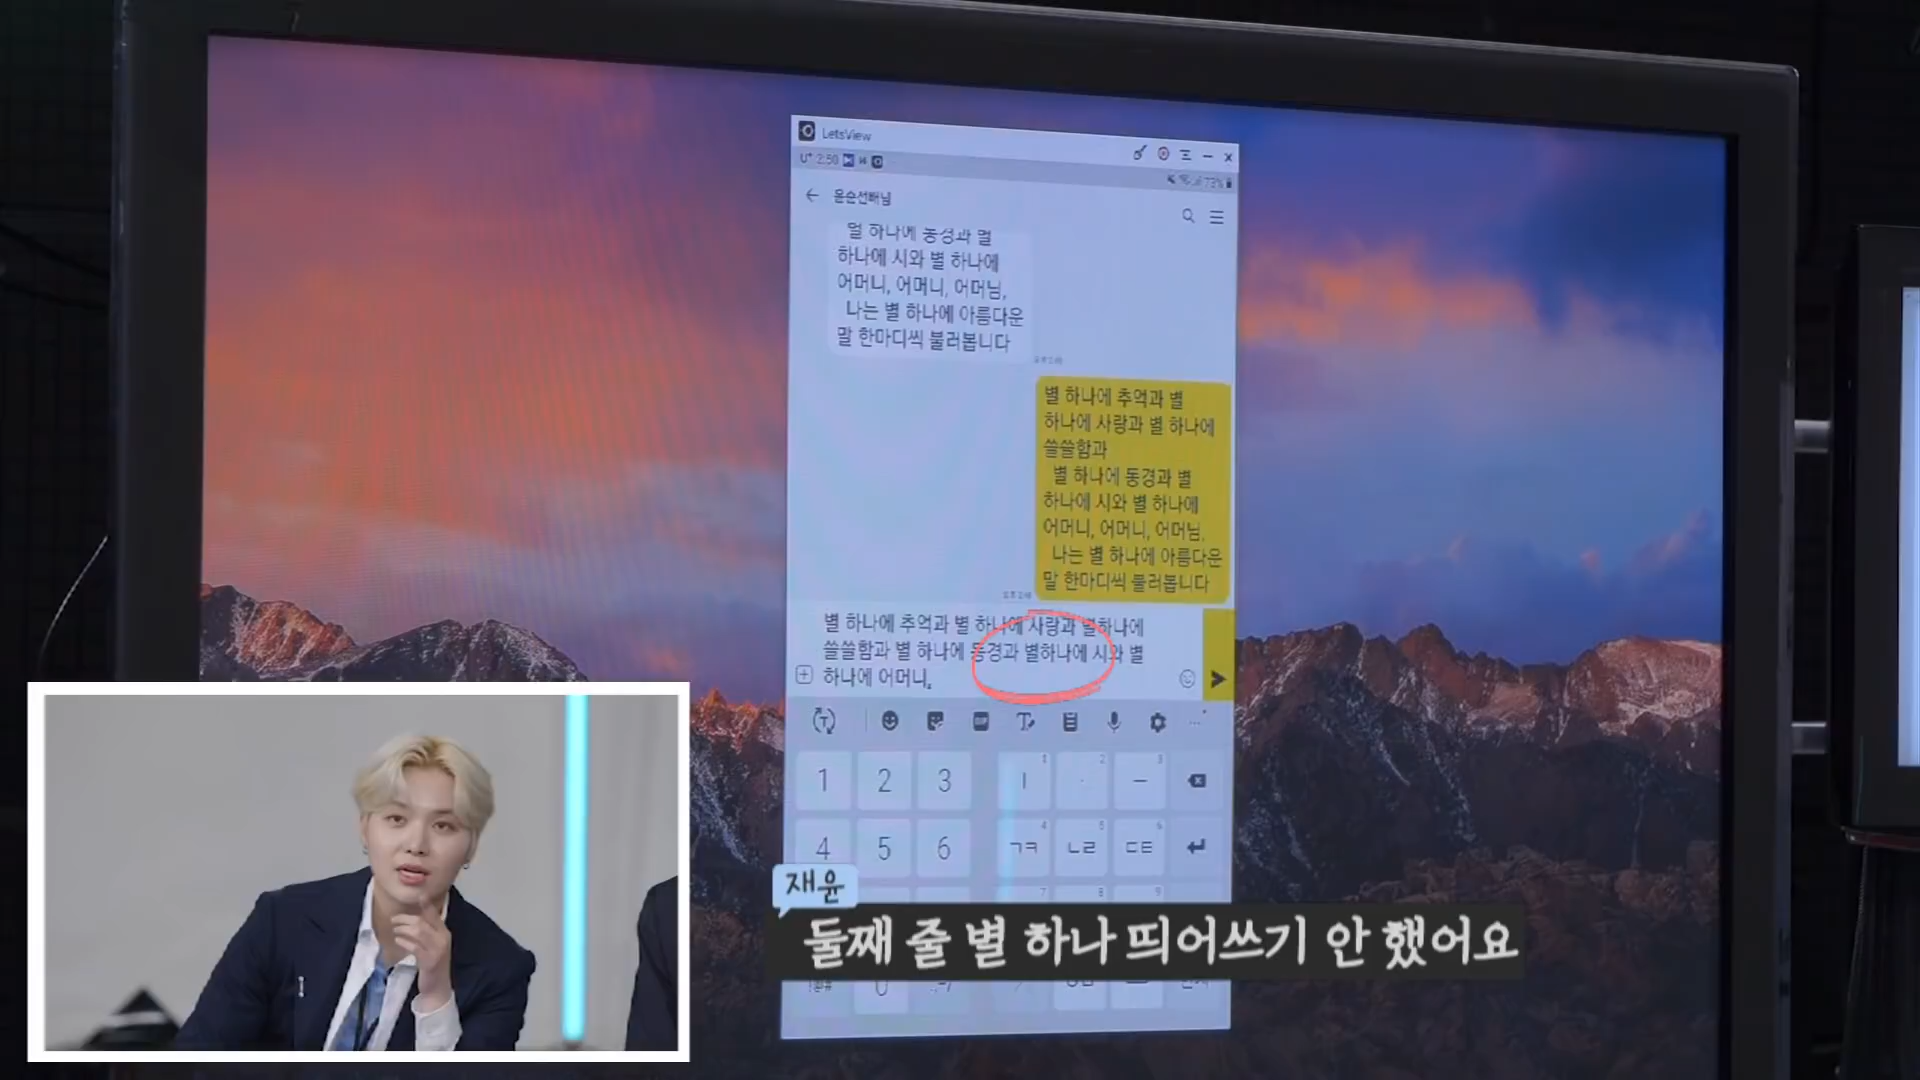 LetsView
U+ 2:50
73%
별 하나에 동경과 별
하나에 시와 별 하나에
어머니, 어머니, 어머님,
나는 별 하나에 아름다운
말 한마디씩 불러봅니다
별 하나에 추억과 별
하나에 사랑과 별 하나에
쓸쓸함과
별 하나에 동경과 별
하나에 시와 별 하나에
어머니, 어머니, 어머님,
나는 별 하나에 아름다운
말 한마디씩 불러봅니다
별 하나에 추억과 별 하나에 사랑과 별하나에
쓸쓸함과 별 하나에 동경과 별하나에 시와 별
하나에 어머니,
GIF
1 2 3 ㅣ · ㅡ
4 5 6 ㄱㅋ ㄴㄹ ㄷㅌ
재윤
둘째 줄 별 하나 띄어쓰기 안 했어요